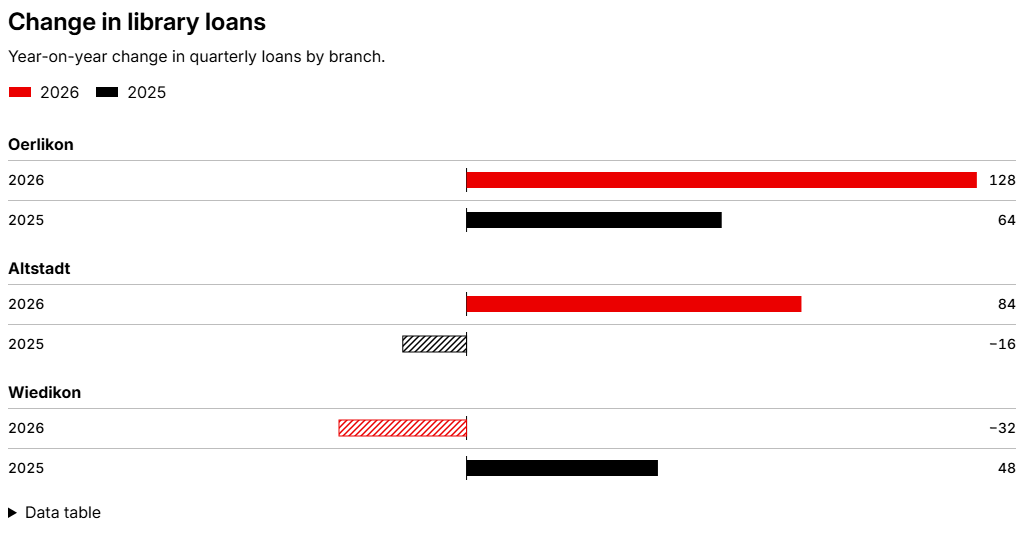 Change in library loans
Year-on-year change in quarterly loans by branch.
2026 2025
Oerlikon
2026 128
2025 64
Altstadt
2026 84
2025 −16
Wiedikon
2026 −32
2025 48
Data table